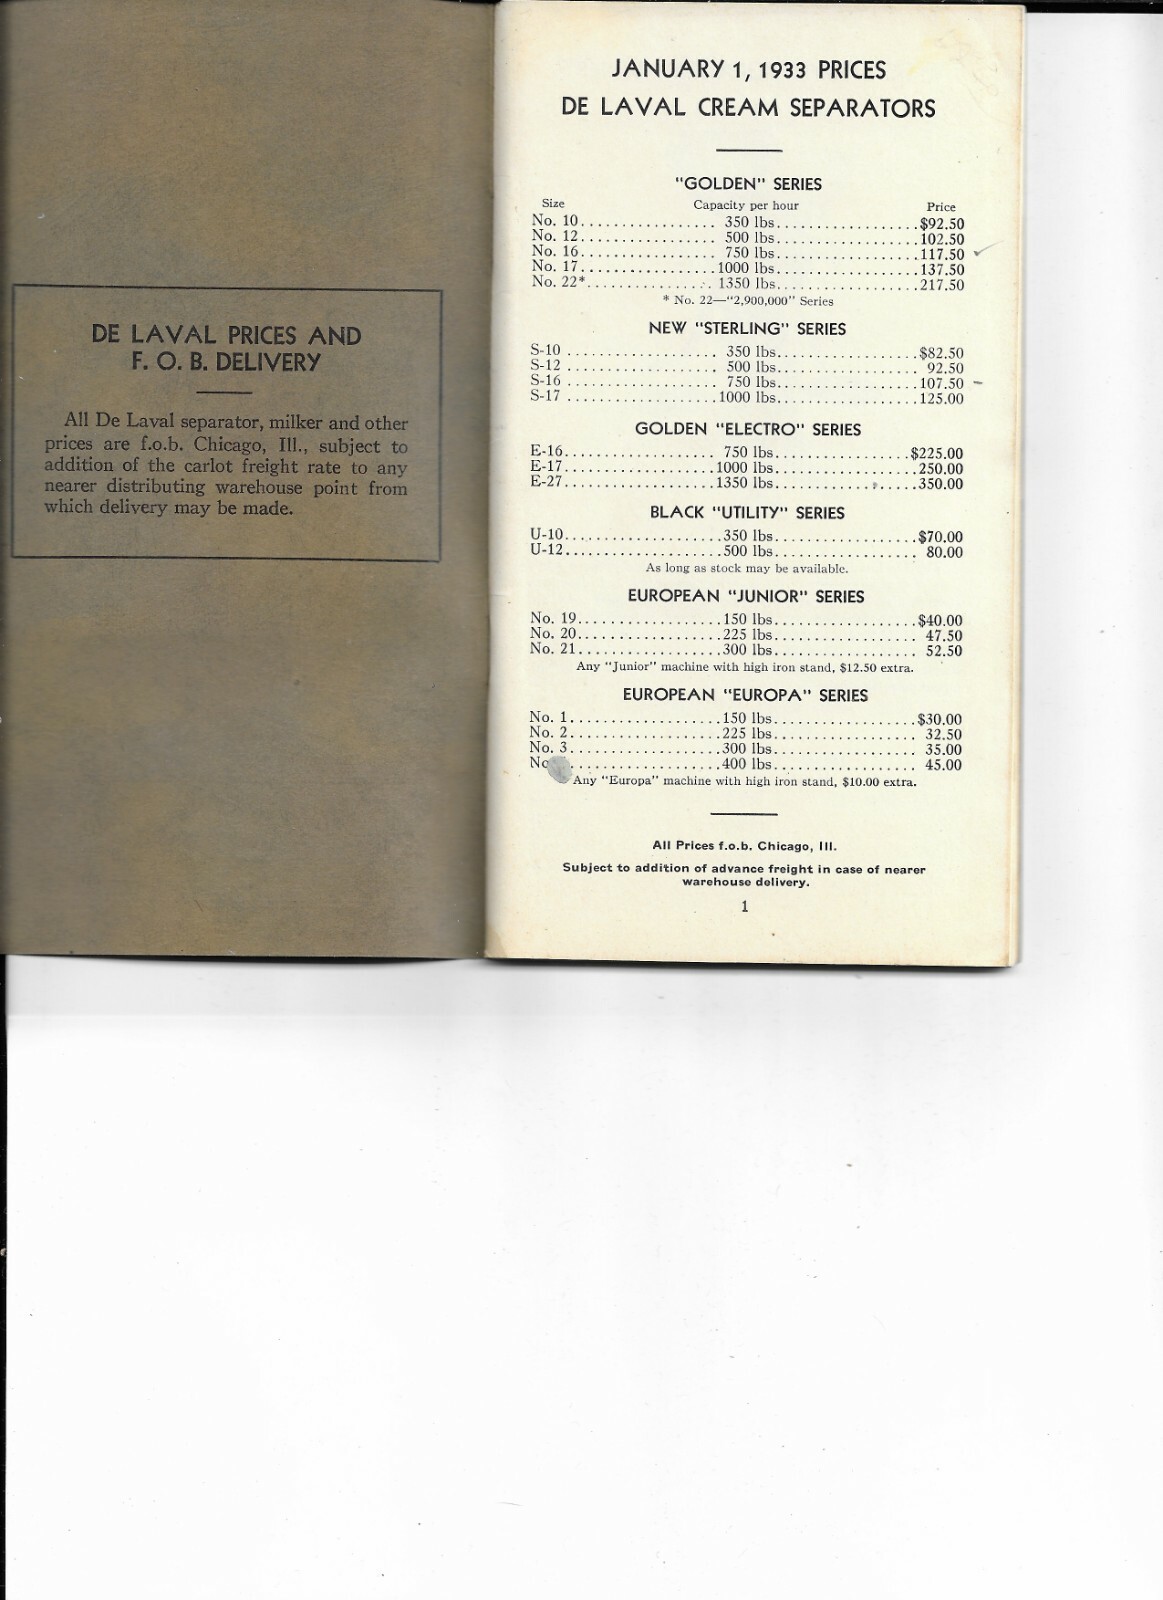 DE LAVAL PRICES AND
F. O. B. DELIVERY
All De Laval separator, milker and other
prices are f.o.b. Chicago, Ill., subject to
addition of the carlot freight rate to any
nearer distributing warehouse point from
which delivery may be made.
JANUARY 1, 1933 PRICES
DE LAVAL CREAM SEPARATORS
"GOLDEN" SERIES
Size Capacity per hour Price
No. 10................ 350 lbs.................$92.50
No. 12................ 500 lbs.................102.50
No. 16................ 750 lbs.................117.50
No. 17................1000 lbs.................137.50
No. 22*............... 1350 lbs.................217.50
* No. 22—"2,900,000" Series
NEW "STERLING" SERIES
S-10 .................. 350 lbs.................$82.50
S-12 .................. 500 lbs................. 92.50
S-16 .................. 750 lbs.................107.50
S-17 ..................1000 lbs.................125.00
GOLDEN "ELECTRO" SERIES
E-16.................. 750 lbs................$225.00
E-17..................1000 lbs.................250.00
E-27..................1350 lbs.................350.00
BLACK "UTILITY" SERIES
U-10...................350 lbs.................$70.00
U-12...................500 lbs................. 80.00
As long as stock may be available.
EUROPEAN "JUNIOR" SERIES
No. 19.................150 lbs.................$40.00
No. 20.................225 lbs................. 47.50
No. 21.................300 lbs................. 52.50
Any "Junior" machine with high iron stand, $12.50 extra.
EUROPEAN "EUROPA" SERIES
No. 1...................150 lbs.................$30.00
No. 2...................225 lbs................. 32.50
No. 3...................300 lbs................. 35.00
No...................400 lbs................. 45.00
Any "Europa" machine with high iron stand, $10.00 extra.
All Prices f.o.b. Chicago, Ill.
Subject to addition of advance freight in case of nearer
warehouse delivery.
1